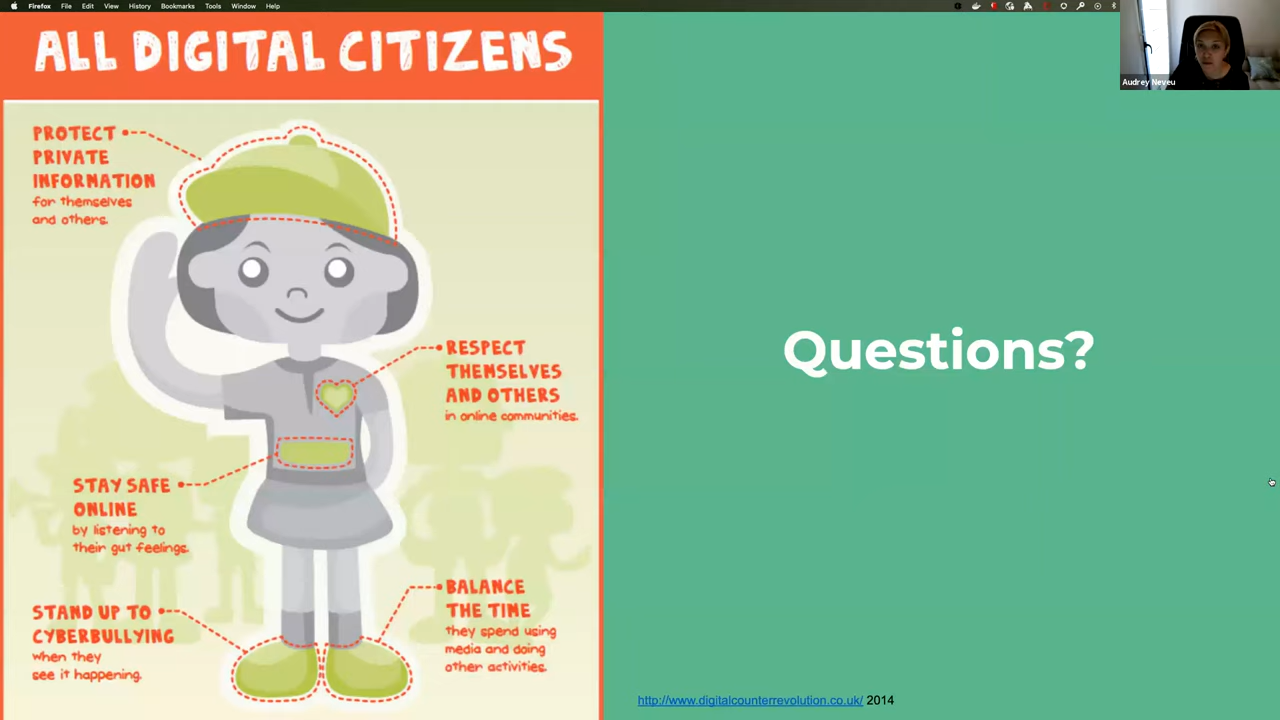 Firefox File Edit View History Bookmarks Tools Window Help
Audrey Neveu
ALL DIGITAL CITIZENS
PROTECT
PRIVATE
INFORMATION
for themselves
and others.
RESPECT
THEMSELVES
AND OTHERS
in online communities.
STAY SAFE
ONLINE
by listening to
their gut feelings.
STAND UP TO
CYBERBULLYING
when they
see it happening.
BALANCE
THE TIME
they spend using
media and doing
other activities.
Questions?
http://www.digitalcounterrevolution.co.uk/ 2014